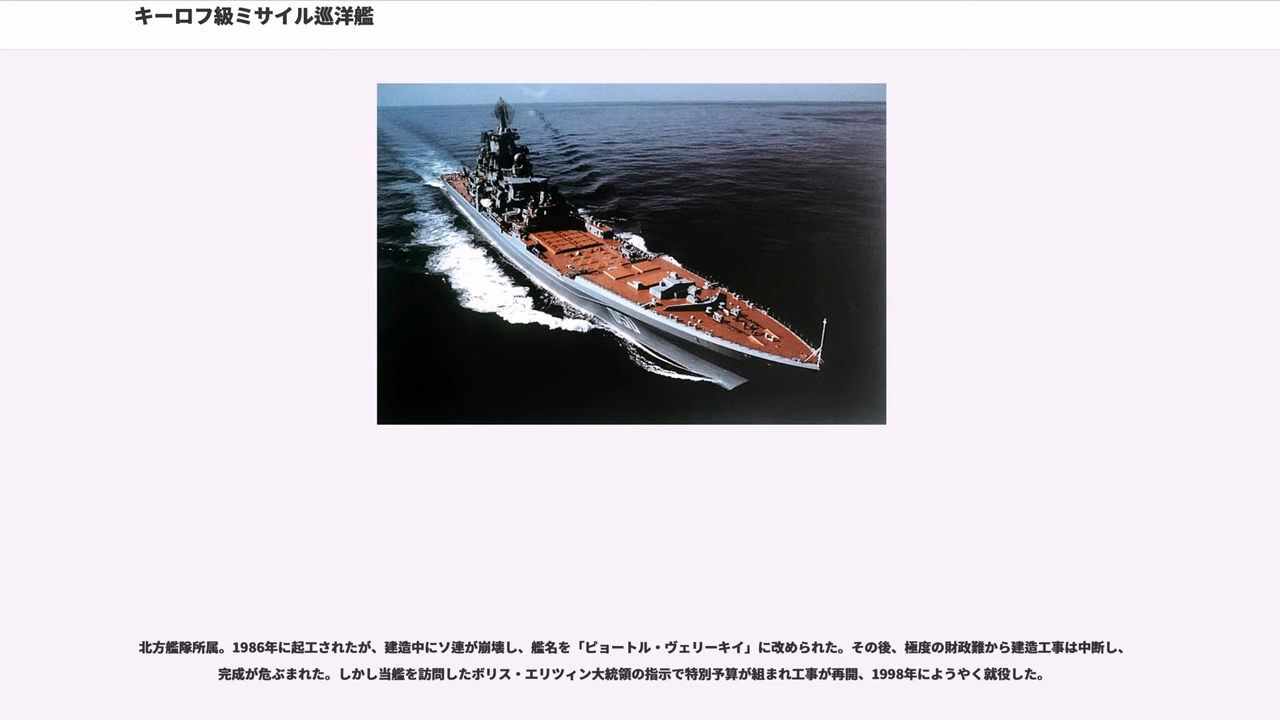 キーロフ級ミサイル巡洋艦
北方艦隊所属。1986年に起工されたが、建造中にソ連が崩壊し、艦名を「ピョートル・ヴェリーキイ」に改められた。その後、極度の財政難から建造工事は中断し、
完成が危ぶまれた。しかし当艦を訪問したボリス・エリツィン大統領の指示で特別予算が組まれ工事が再開、1998年にようやく就役した。